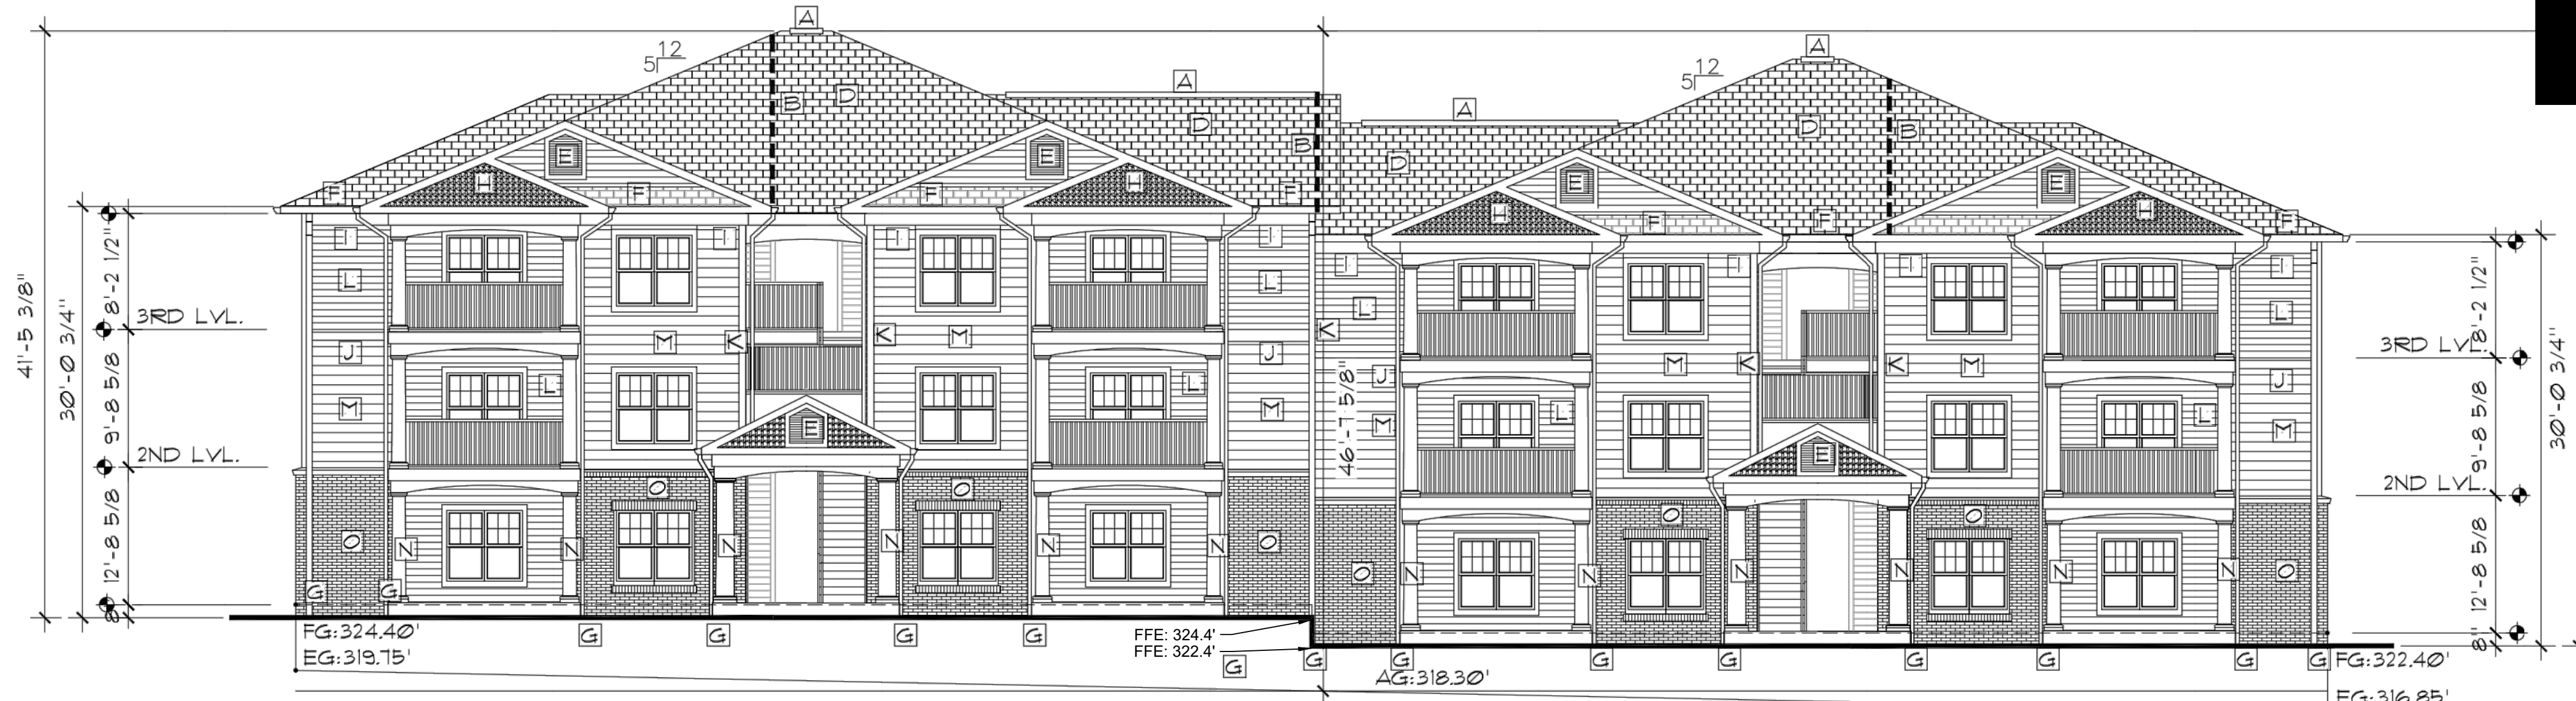 A
12
5
A
A
12
5
A
B
D
D
B
D
B
D
E
E
E
E
F
H
F
F
H
F
H
F
F
H
F
I
I
I
I
I
I
I
I
L
L
L
L
41'-5 3/8"
30'-0 3/4"
8'-2 1/2"
3RD LVL.
9'-8 5/8
2ND LVL.
12'-8 5/8
8"
J
M
K
K
M
J
K
J
M
K
K
M
J
M
L
L
M
46'-7 5/8"
M
L
L
M
E
E
O
O
O
O
O
N
N
N
N
N
N
O
O
N
N
N
N
N
N
O
G
G
8'-2 1/2"
3RD LVL.
9'-8 5/8
30'-0 3/4"
2ND LVL.
12'-8 5/8
8"
FG:324.40'
EG:319.75'
G
G
G
G
FFE: 324.4'
FFE: 322.4'
G
G
G
G
G
G
G
G
G
FG:322.40'
AG:318.30'
EG:316.85'